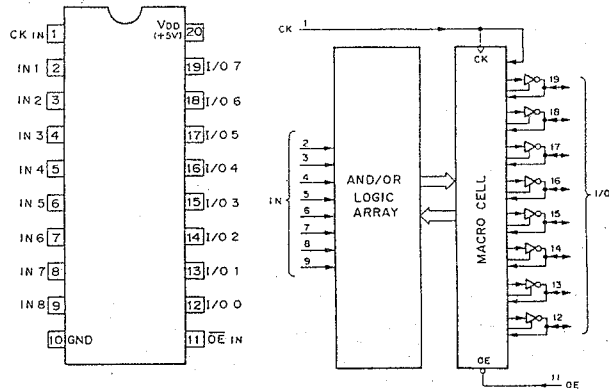 CK IN 1
IN 1 2
IN 2 3
IN 3 4
IN 4 5
IN 5 6
IN 6 7
IN 7 8
IN 8 9
10 GND
VDD 20
(+5V)
19 I/O 7
18 I/O 6
17 I/O 5
16 I/O 4
15 I/O 3
14 I/O 2
13 I/O 1
12 I/O 0
11 OE IN
CK 1
IN
2
3
4
5
6
7
8
9
AND/OR
LOGIC
ARRAY
CK
MACRO CELL
OE
19
18
17
16
15
14
13
12
I/O
11 OE